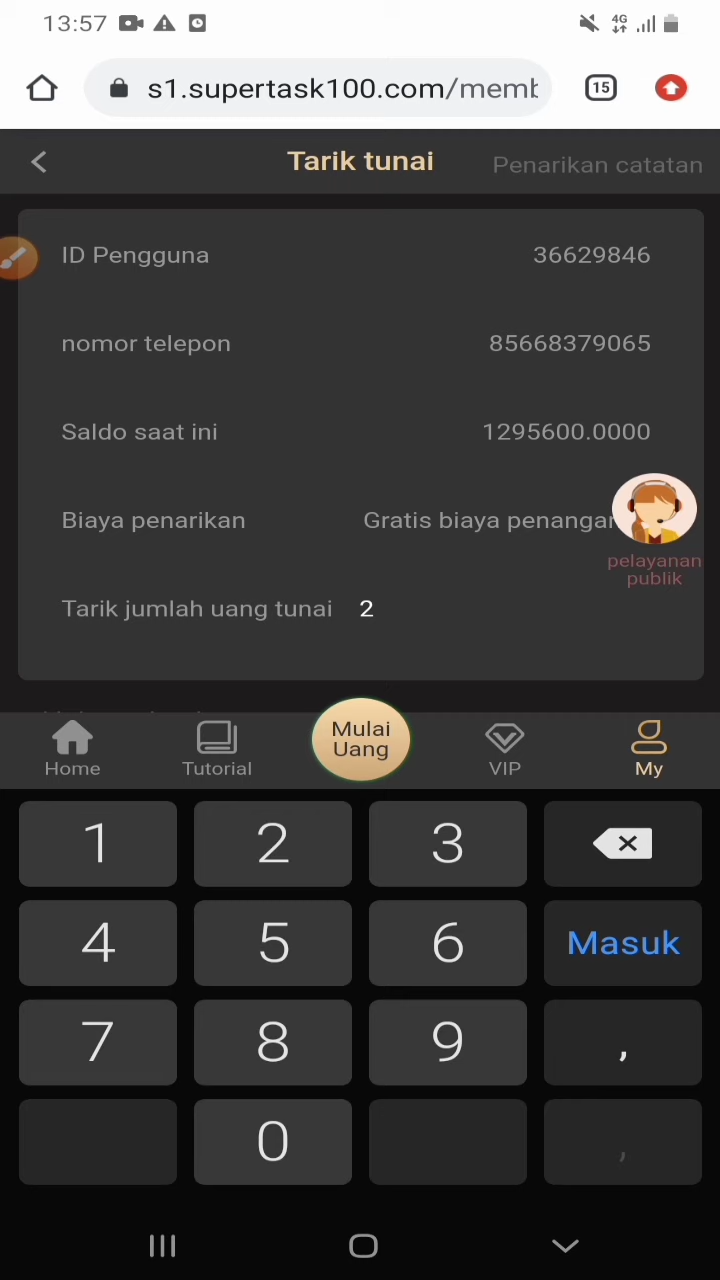 13:57 4G
s1.supertask100.com/memb
15
Tarik tunai
Penarikan catatan
ID Pengguna 36629846
nomor telepon 85668379065
Saldo saat ini 1295600.0000
Biaya penarikan Gratis biaya penangan
pelayanan
publik
Tarik jumlah uang tunai 2
Mulai
Uang
Home Tutorial VIP My
1 2 3
4 5 6 Masuk
7 8 9 ,
0 ,